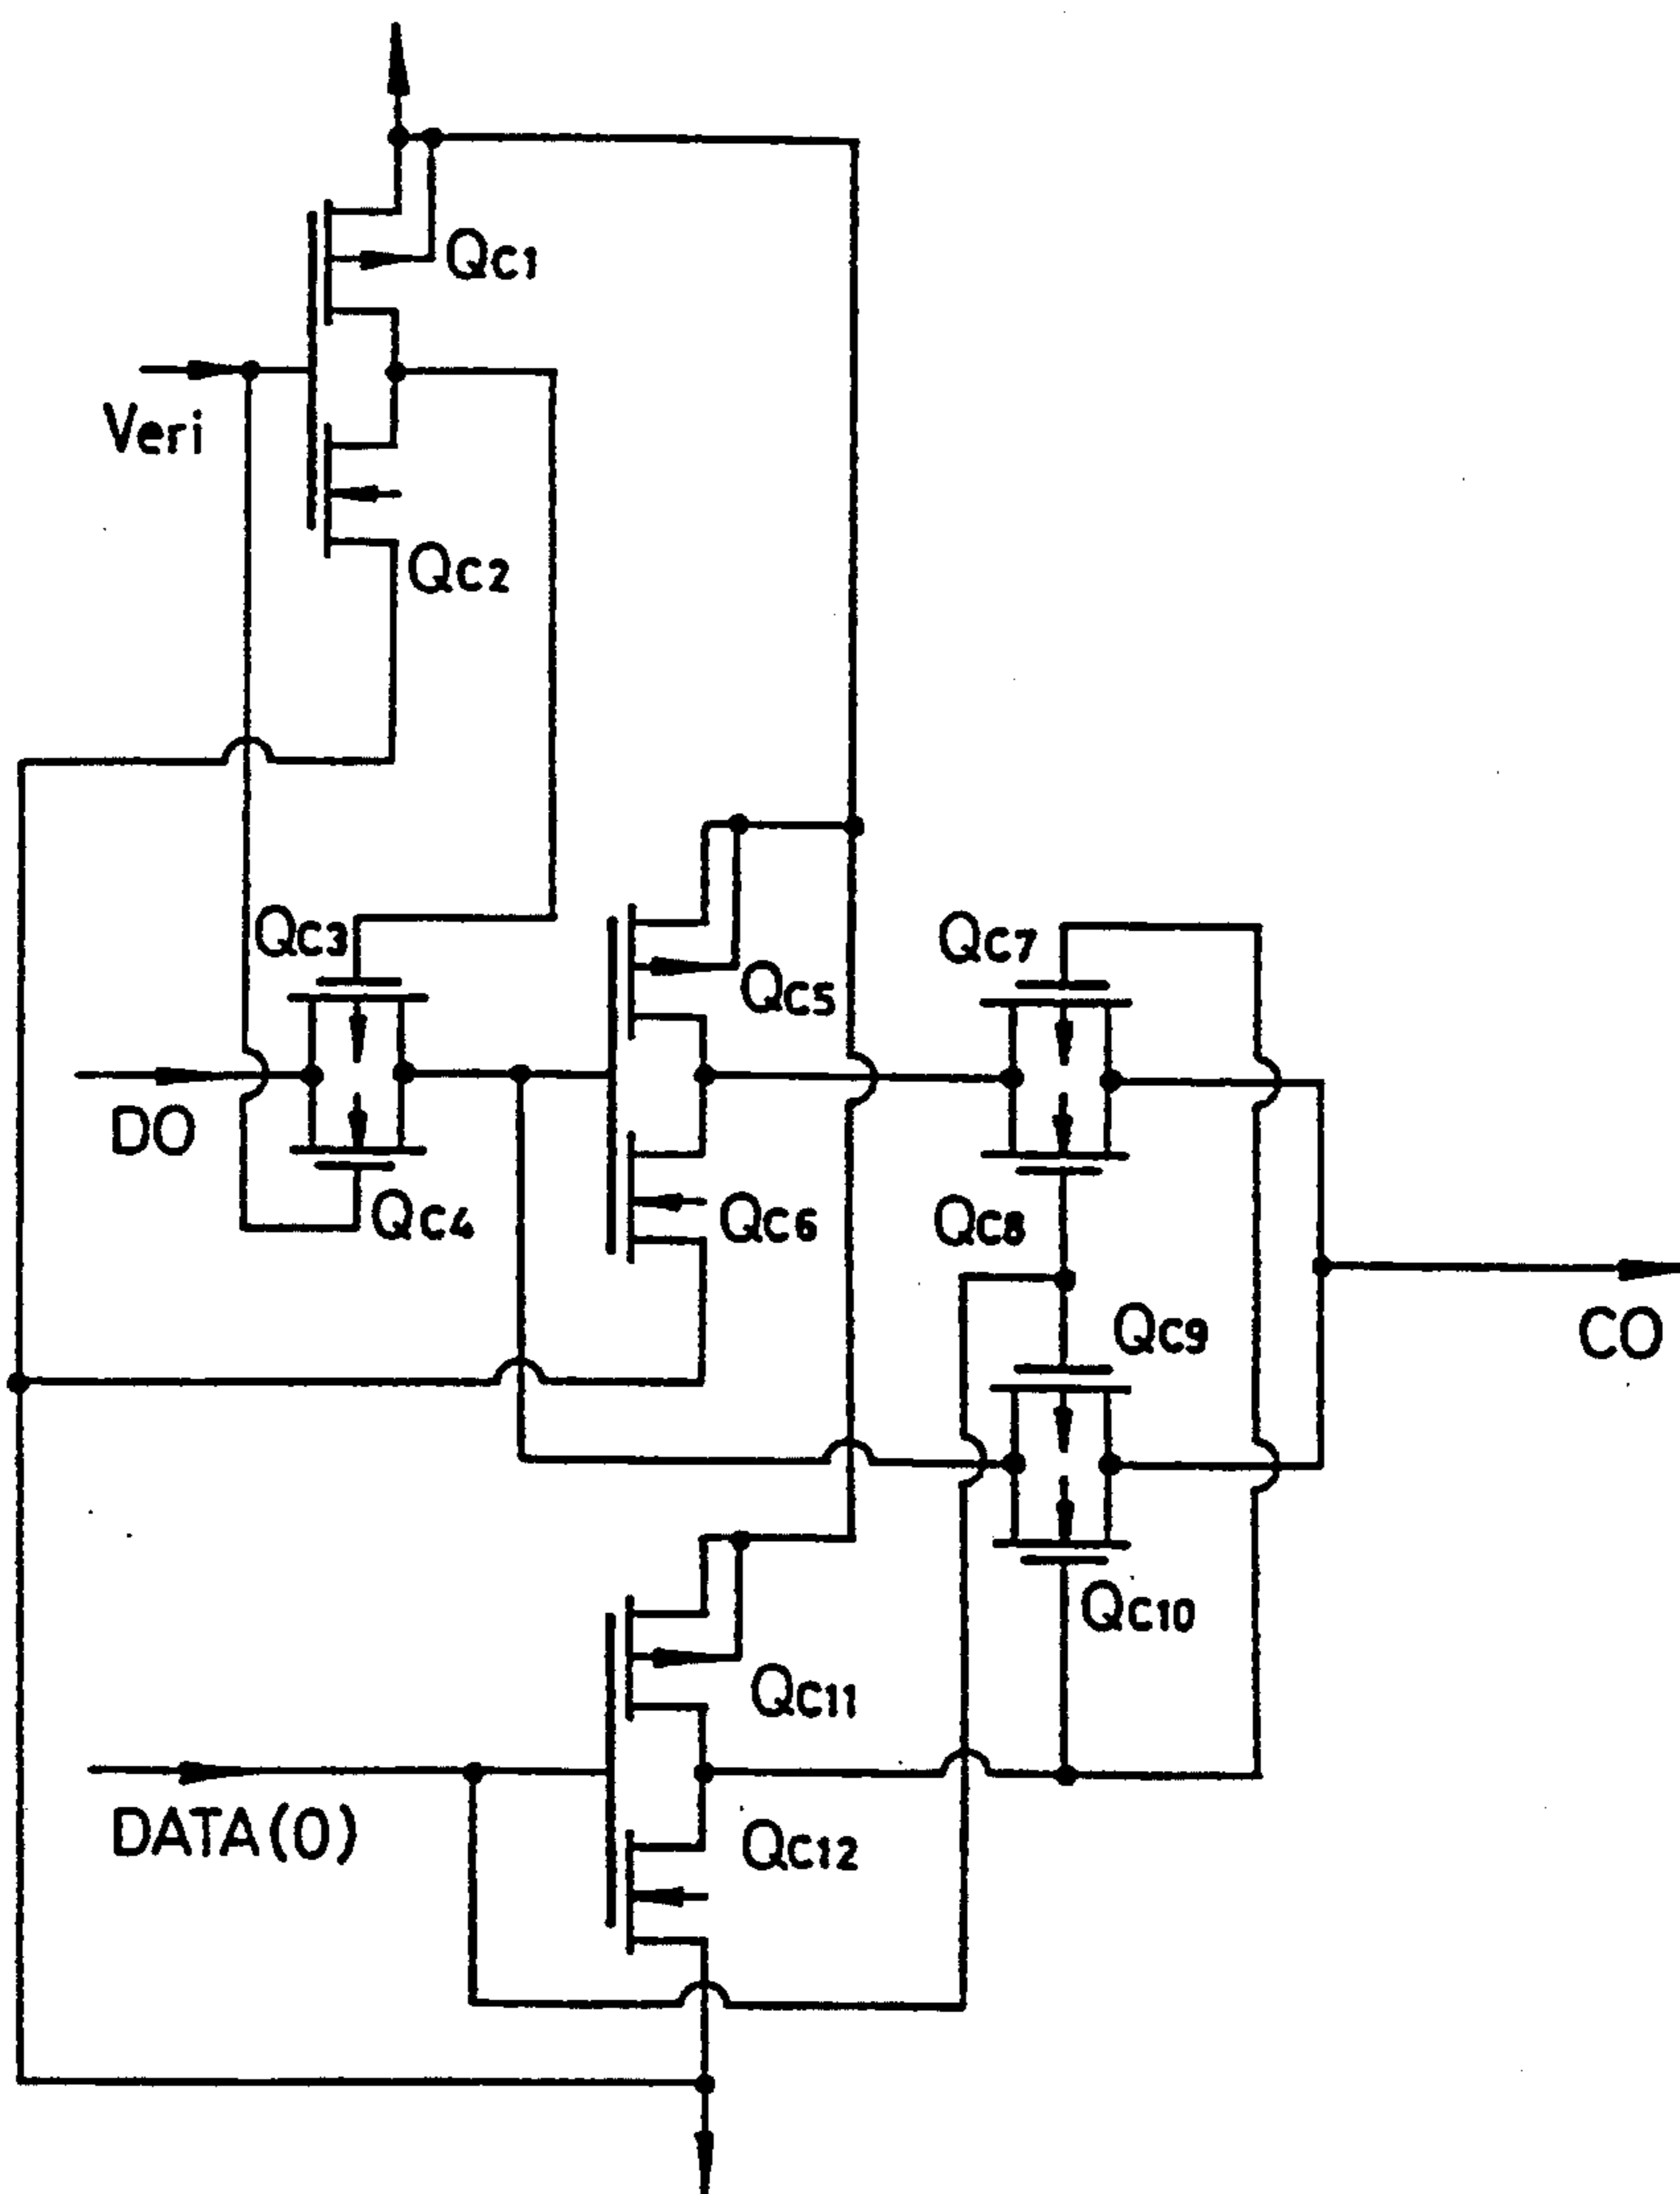 Qc1
Veri
Qc2
Qc3
Qc7
Qc5
DO
Qc4
Qc6
Qc8
Qc9
CO
Qc10
Qc11
DATA(0)
Qc12